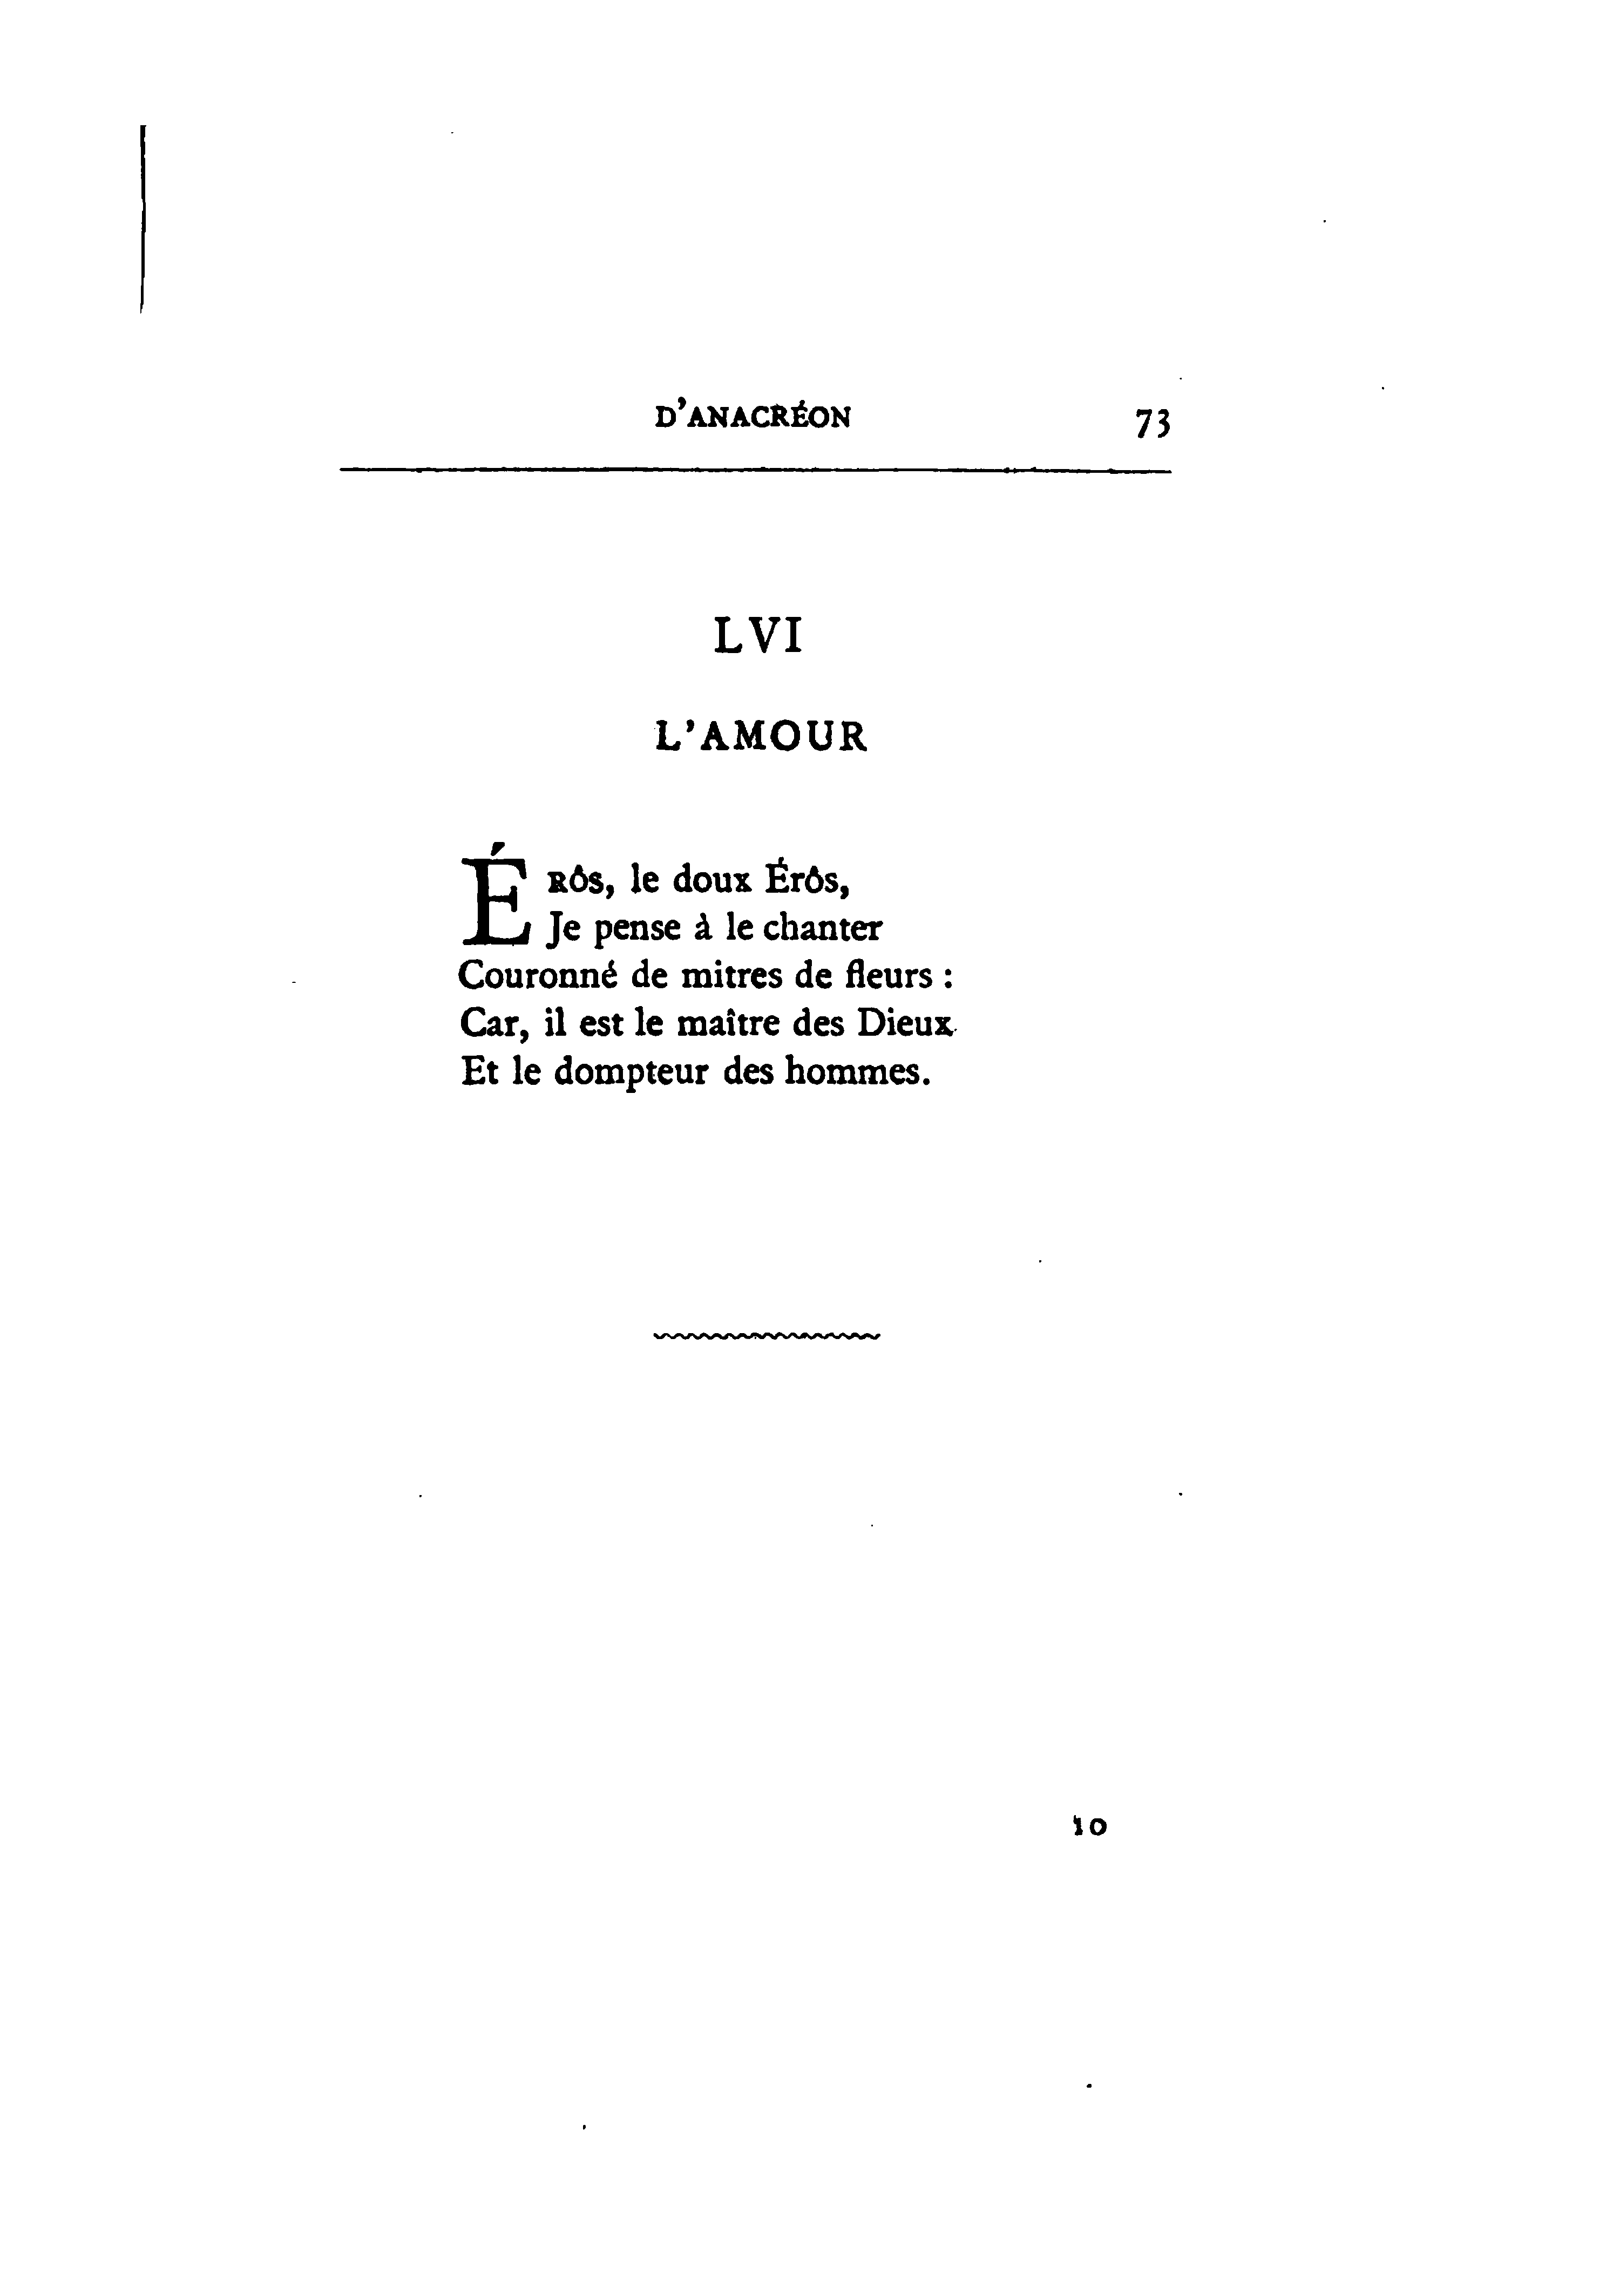 D'ANACRÉON 73
LVI
L'AMOUR
ÉRÔS, le doux Érôs,
Je pense à le chanter
Couronné de mitres de fleurs :
Car, il est le maître des Dieux
Et le dompteur des hommes.
10